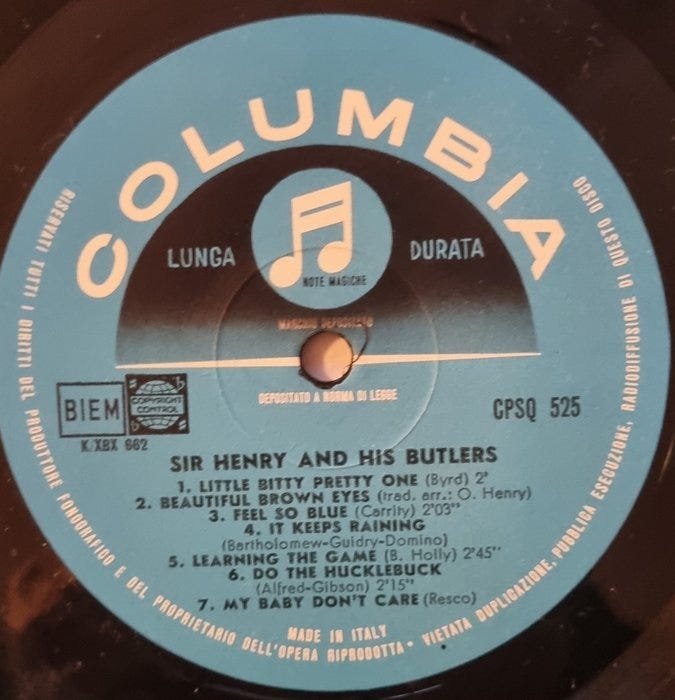 COLUMBIA
LUNGA DURATA
NOTE MAGICHE
MARCHIO DEPOSITATO
DEPOSITATO A NORMA DI LEGGE
BIEM
COPYRIGHT
CONTROL
K/XBX 662
CPSQ 525
SIR HENRY AND HIS BUTLERS
1. LITTLE BITTY PRETTY ONE (Byrd) 2'
2. BEAUTIFUL BROWN EYES (trad. arr.: O. Henry)
3. FEEL SO BLUE (Carrity) 2'03''
4. IT KEEPS RAINING
(Bartholomew-Guidry-Domino)
5. LEARNING THE GAME (B. Holly) 2'45''
6. DO THE HUCKLEBUCK
(Alfred-Gibson) 2'15''
7. MY BABY DON'T CARE (Resco)
MADE IN ITALY
RISERVATI TUTTI I DIRITTI DEL PRODUTTORE FONOGRAFICO E DEL PROPRIETARIO DELL'OPERA RIPRODOTTA • VIETATA DUPLICAZIONE, PUBBLICA ESECUZIONE, RADIODIFFUSIONE DI QUESTO DISCO